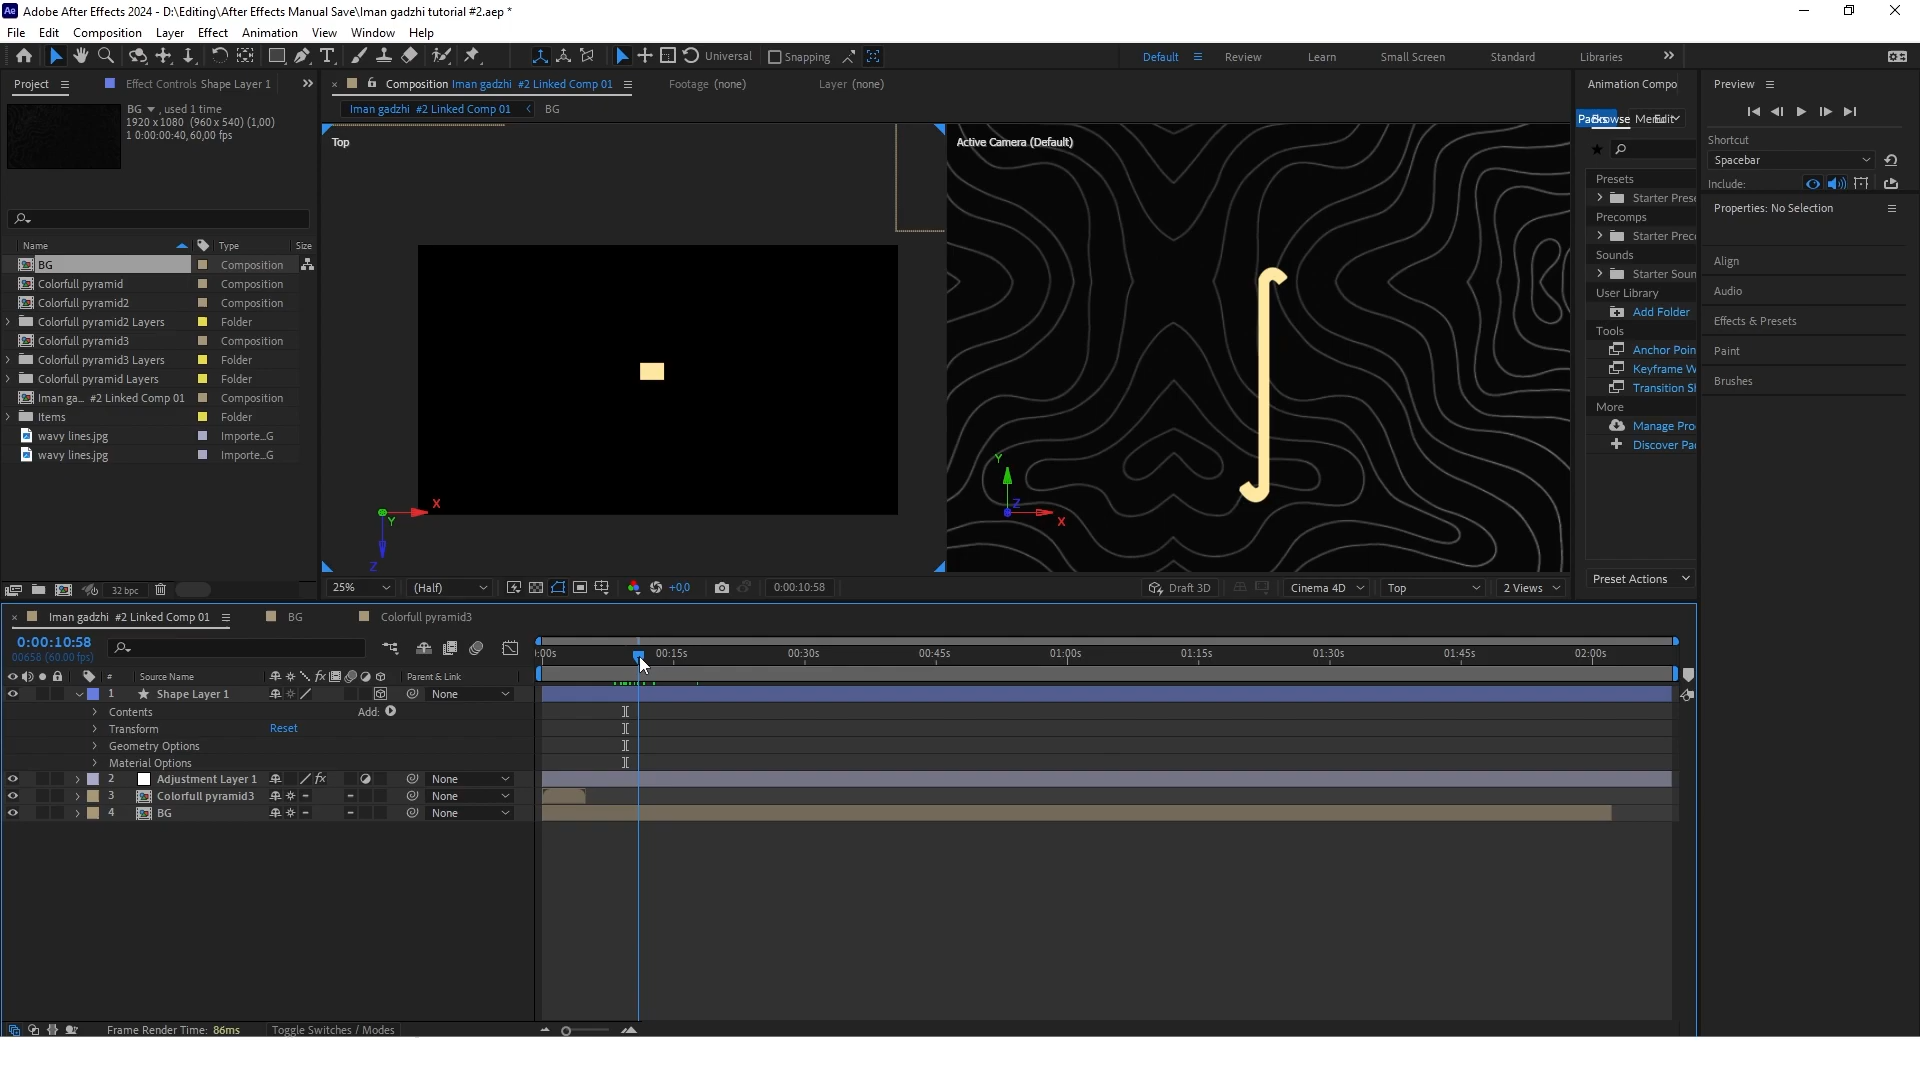 Adobe After Effects 2024 - D:\Editing\After Effects Manual Save\Iman gadzhi tutorial #2.aep *
File Edit Composition Layer Effect Animation View Window Help
Universal Snapping Default Review Learn Small Screen Standard Libraries
Project Effect Controls Shape Layer 1
Composition Iman gadzhi #2 Linked Comp 01 Footage (none) Layer (none)
Animation Compo Preview
BG , used 1 time
1920 x 1080 (960 x 540) (1,00)
1 0:00:00:40, 60,00 fps
Iman gadzhi #2 Linked Comp 01 BG
Browse Menu
Shortcut
Spacebar
Include:
Properties: No Selection
Align
Audio
Effects & Presets
Paint
Brushes
Top
Active Camera (Default)
Name Type Size
BG Composition
Colorfull pyramid Composition
Colorfull pyramid2 Composition
Colorfull pyramid2 Layers Folder
Colorfull pyramid3 Composition
Colorfull pyramid3 Layers Folder
Colorfull pyramid Layers Folder
Iman ga... #2 Linked Comp 01 Composition
Items Folder
wavy lines.jpg Importe...G
wavy lines.jpg Importe...G
X
Y
Z
Y
Z
X
Presets
Starter Prese
Precomps
Starter Prec
Sounds
Starter Soun
User Library
Add Folder
Tools
Anchor Poin
Keyframe W
Transition S
More
Manage Pro
Discover Pa
Preset Actions
32 bpc
25% (Half) +0,0 0:00:10:58 Draft 3D Cinema 4D Top 2 Views
Iman gadzhi #2 Linked Comp 01 BG Colorfull pyramid3
0:00:10:58
00658 (60.00 fps)
:00s 00:15s 00:30s 00:45s 01:00s 01:15s 01:30s 01:45s 02:00s
# Source Name Parent & Link
1 Shape Layer 1 None
Contents Add:
Transform Reset
Geometry Options
Material Options
2 Adjustment Layer 1 None
3 Colorfull pyramid3 None
4 BG None
Frame Render Time: 86ms Toggle Switches / Modes